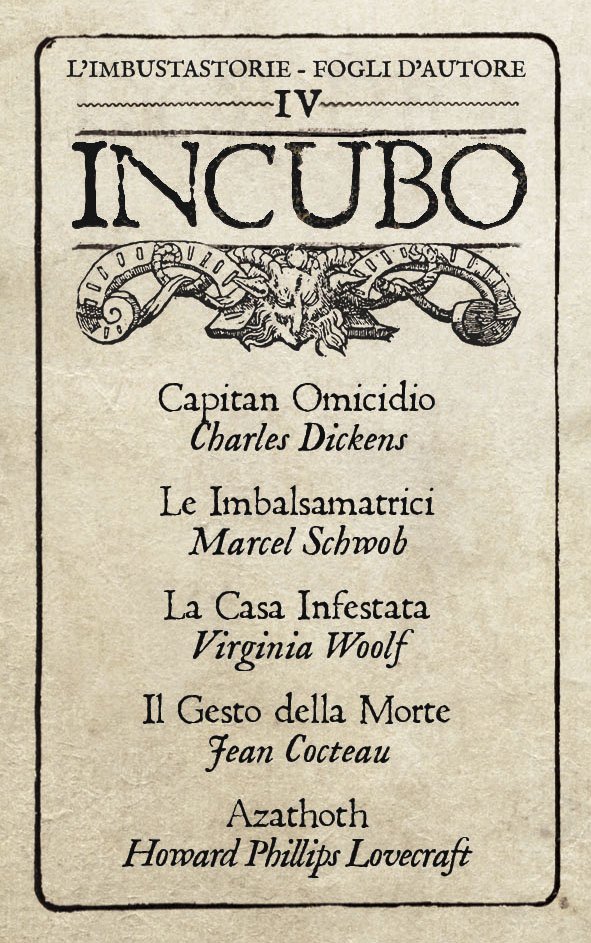 L'IMBUSTASTORIE - FOGLI D'AUTORE
IV
INCUBO
Capitan Omicidio
Charles Dickens
Le Imbalsamatrici
Marcel Schwob
La Casa Infestata
Virginia Woolf
Il Gesto della Morte
Jean Cocteau
Azathoth
Howard Phillips Lovecraft